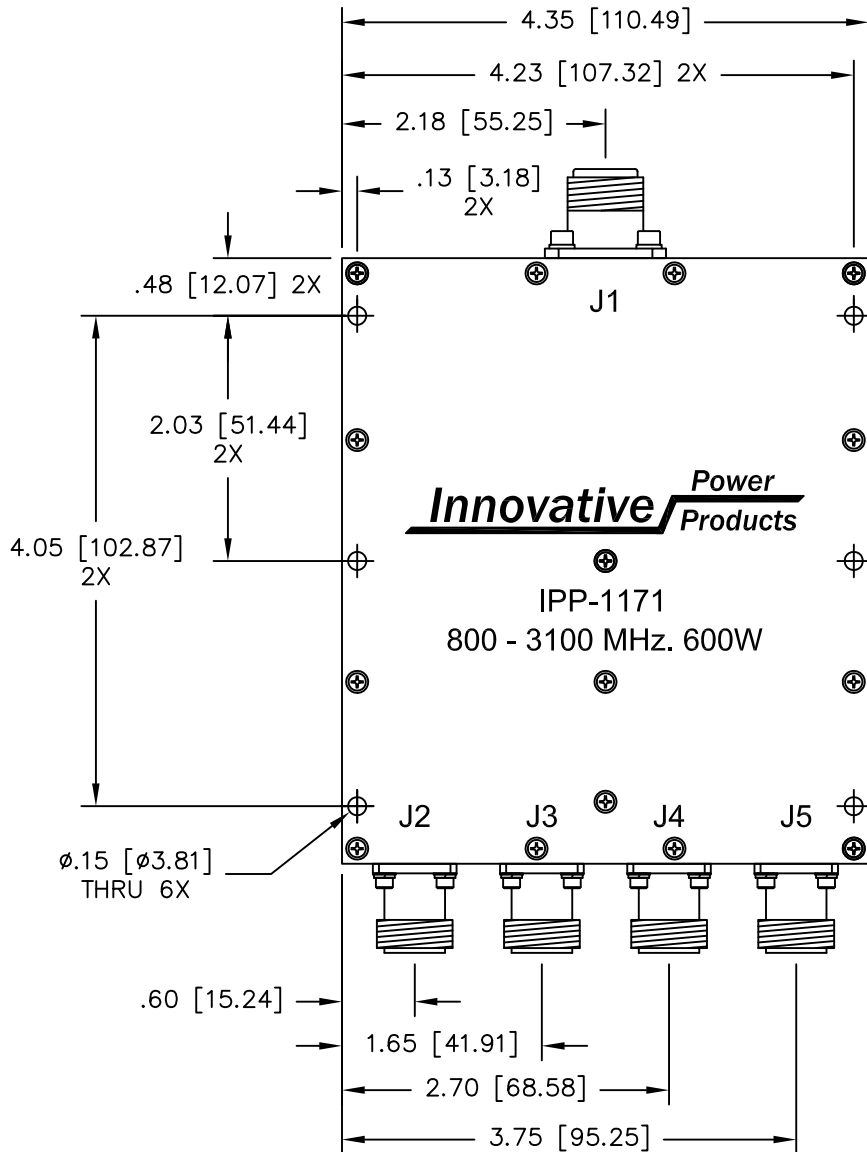 4.35 [110.49]
4.23 [107.32] 2X
2.18 [55.25]
.13 [3.18]
2X
.48 [12.07] 2X
J1
2.03 [51.44]
2X
Innovative Power
Products
4.05 [102.87]
2X
IPP-1171
800 - 3100 MHz. 600W
J2 J3 J4 J5
ø.15 [ø3.81]
THRU 6X
.60 [15.24]
1.65 [41.91]
2.70 [68.58]
3.75 [95.25]